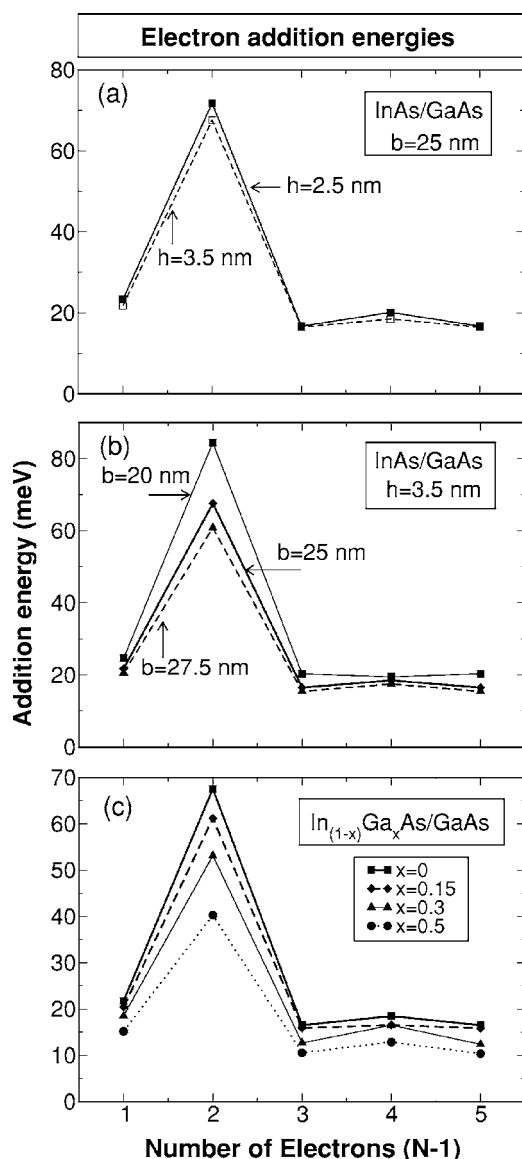 Electron addition energies
Addition energy (meV)
80
60
40
20
0
(a)
InAs/GaAs
b=25 nm
h=2.5 nm
h=3.5 nm
80
60
40
20
0
(b)
InAs/GaAs
h=3.5 nm
b=20 nm
b=25 nm
b=27.5 nm
70
60
50
40
30
20
10
0
(c)
In(1-x)GaxAs/GaAs
x=0
x=0.15
x=0.3
x=0.5
1 2 3 4 5
Number of Electrons (N-1)